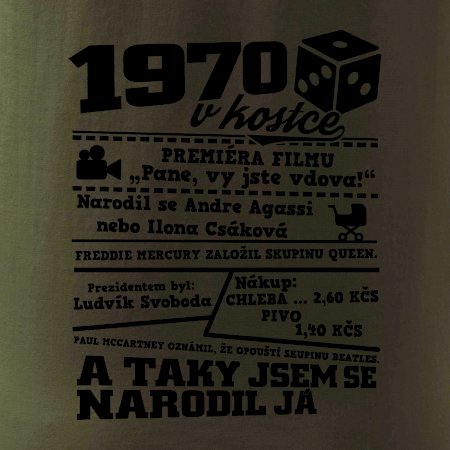 1970
v kostce
PREMIÉRA FILMU
„Pane, vy jste vdova!“
Narodil se Andre Agassi
nebo Ilona Csáková
FREDDIE MERCURY ZALOŽIL SKUPINU QUEEN.
Prezidentem byl:
Ludvík Svoboda
Nákup:
CHLEBA ... 2,60 KČS
PIVO
1,40 KČS
PAUL MCCARTNEY OZNÁMIL, ŽE OPOUŠTÍ SKUPINU BEATLES.
A TAKY JSEM SE
NARODIL JÁ